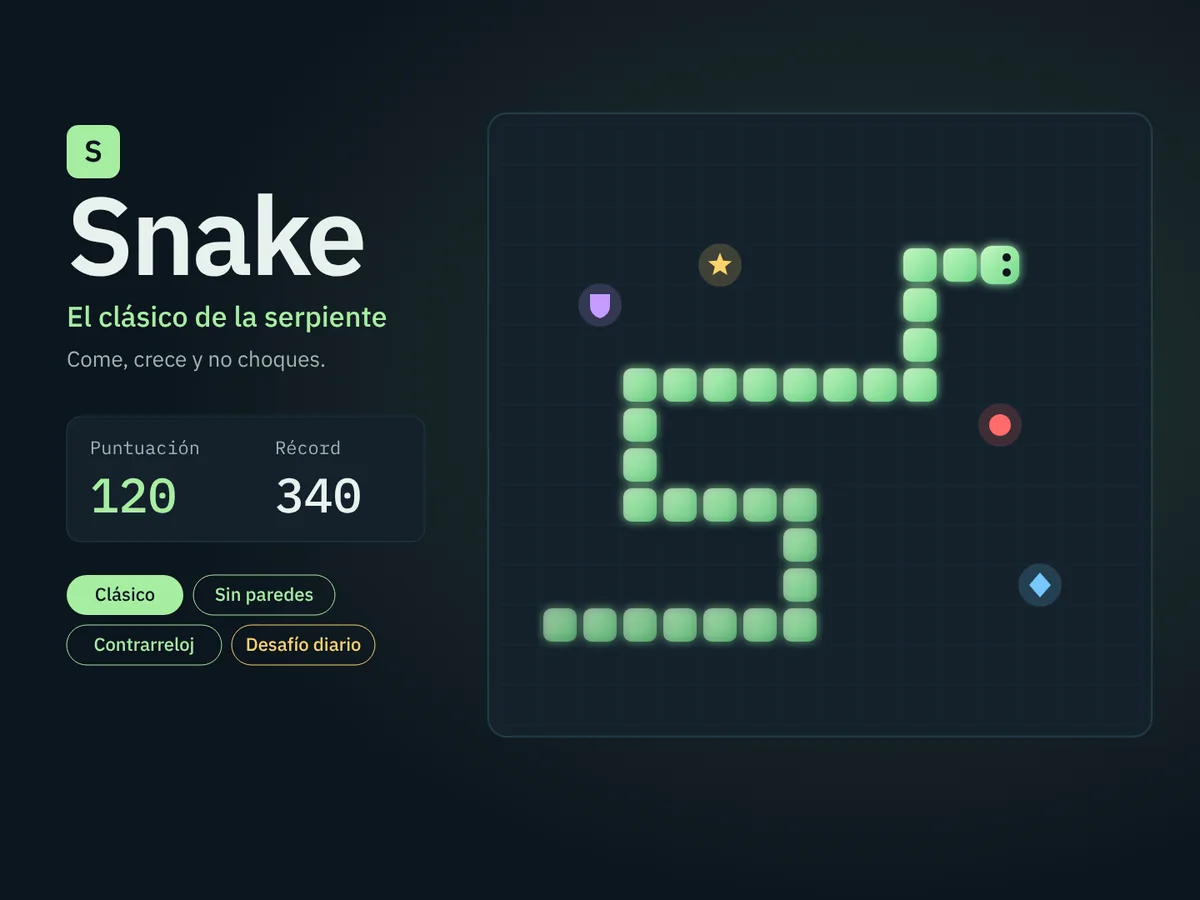 S
Snake
El clásico de la serpiente
Come, crece y no choques.
Puntuación Récord
120 340
Clásico Sin paredes
Contrarreloj Desafío diario